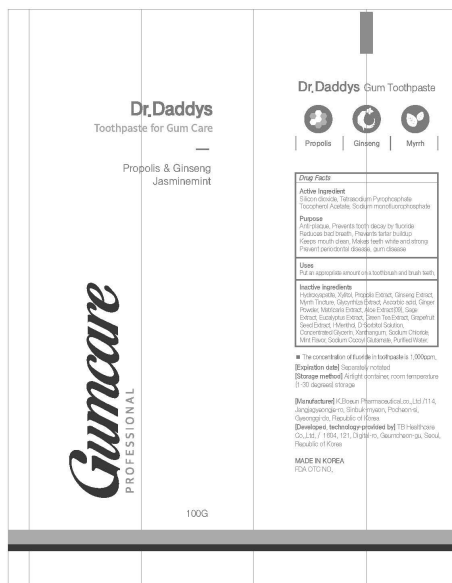 Dr.Daddys
Toothpaste for Gum Care
Propolis & Ginseng
Jasminemint
Gumcare
PROFESSIONAL
100G
Dr.Daddys Gum Toothpaste
Propolis
Ginseng
Myrrh
Drug Facts
Active Ingredient
Silicon dioxide, Tetrasodium Pyrophosphate
Tocopherol Acetate, Sodium monofluorophosphate
Purpose
Anti-plaque, Prevents tooth decay by fluoride
Reduces bad breath, Prevents tarter buildup
Keeps mouth clean, Makes teeth white and strong
Prevent periodental disease, gum disease
Uses
Put an appropriate amount on a toothbrush and brush teeth.
Inactive Ingredients
Hydroxyapatite, Xylitol, Propolis Extract, Ginseng Extract,
Myrrh Tincture, Glycyrrhiza Extract, Ascorbic acid, Ginger
Powder, Matricaria Extract, Aloe Extract, Sage
Extract, Eucalyptus Extract, Green Tea Extract, Grapefruit
Seed Extract, l-Menthol, D-Sorbitol Solution,
Concentrated Glycerin, Xanthangum, Sodium Chloride,
Mint Flavor, Sodium Cocoyl Glutamate, Purified Water.
■ The concentration of fluoride in toothpaste is 1,000ppm.
[Expiration date] Separately notated
[Storage method] Airtight container, room temperature
(1-30 degrees) storage
[Manufacturer] K.Boeun Pharmaceutical.co.,Ltd /114,
Sinbuk-myeon, Pocheon-si,
Gyeonggi-do, Republic of Korea
[Developed, technology-provided by] TB Healthcare
Co.,Ltd. / 1604, 121, Digital-ro, Geumcheon-gu, Seoul,
Republic of Korea
MADE IN KOREA
FDA OTC NO.